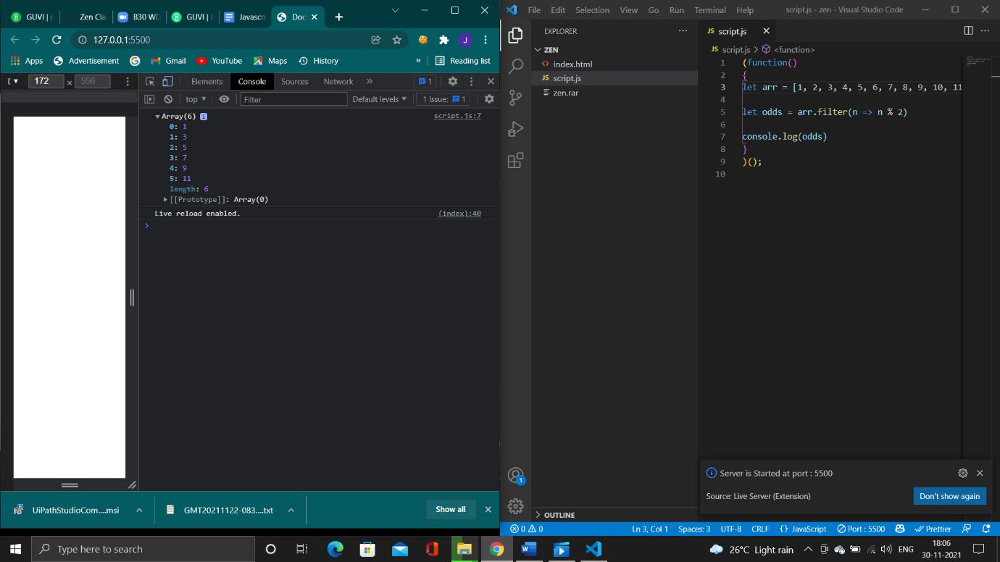 GUVI | c
Zen Cla
B30 WD
GUVI | I
Javascri
Doc
127.0.0.1:5500
J
Apps
Advertisement
Gmail
YouTube
Maps
History
»
Reading list
172 × 556
Elements
Console
Sources
Network
»
1
top
Filter
Default levels
1 Issue: 1
Array(6) i
script.js:7
0: 1
1: 3
2: 5
3: 7
4: 9
5: 11
length: 6
[[Prototype]]: Array(0)
Live reload enabled.
(index):40
UiPathStudioCom....msi
GMT20211122-083....txt
Show all
File Edit Selection View Go Run Terminal Help
script.js - zen - Visual Studio Code
EXPLORER
ZEN
index.html
JS script.js
zen.rar
OUTLINE
JS script.js
JS script.js > <function>
1 (function()
2 {
3 let arr = [1, 2, 3, 4, 5, 6, 7, 8, 9, 10, 11
4
5 let odds = arr.filter(n => n % 2)
6
7 console.log(odds)
8 }
9 )();
10
Server is Started at port : 5500
Source: Live Server (Extension)
Don't show again
1
0 0
Ln 3, Col 1
Spaces: 3
UTF-8
CRLF
{} JavaScript
Port : 5500
Prettier
Type here to search
26°C Light rain
ENG
18:06
30-11-2021